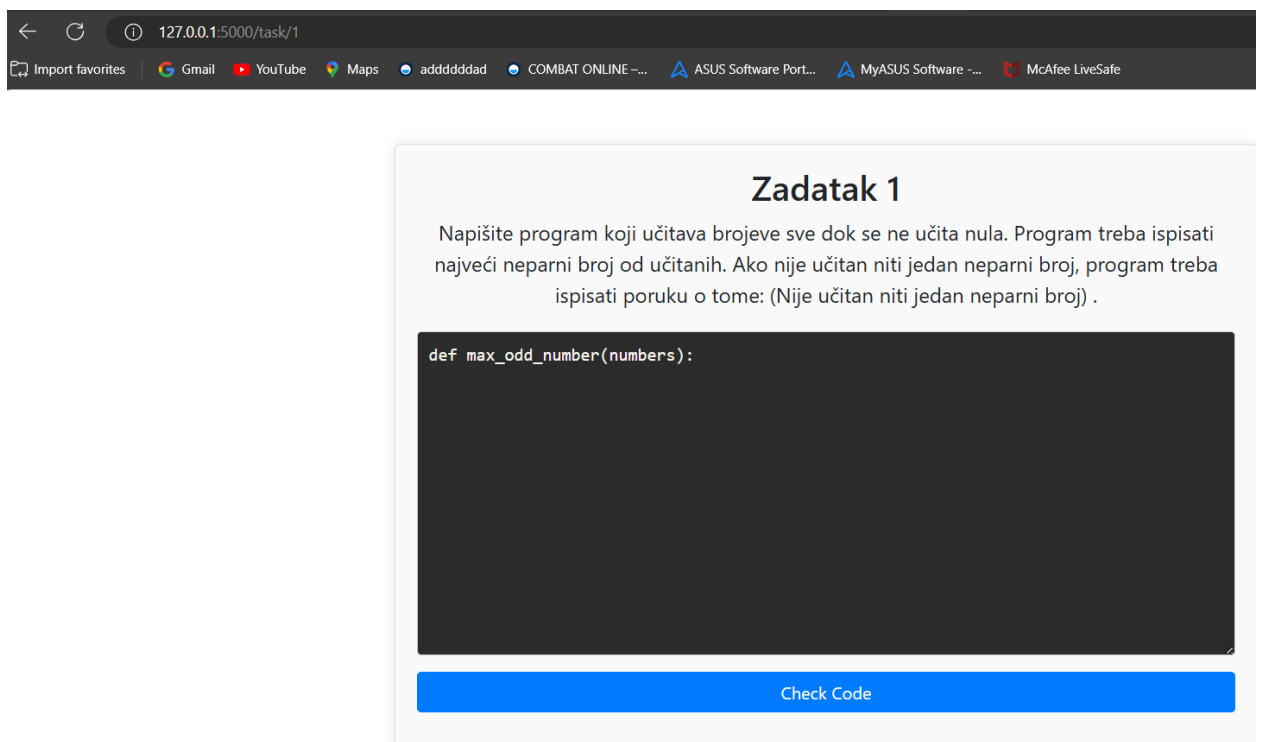 127.0.0.1:5000/task/1
Import favorites Gmail YouTube Maps addddddad COMBAT ONLINE –... ASUS Software Port... MyASUS Software -... McAfee LiveSafe
Zadatak 1
Napišite program koji učitava brojeve sve dok se ne učita nula. Program treba ispisati
najveći neparni broj od učitanih. Ako nije učitan niti jedan neparni broj, program treba
ispisati poruku o tome: (Nije učitan niti jedan neparni broj) .
def max_odd_number(numbers):
Check Code